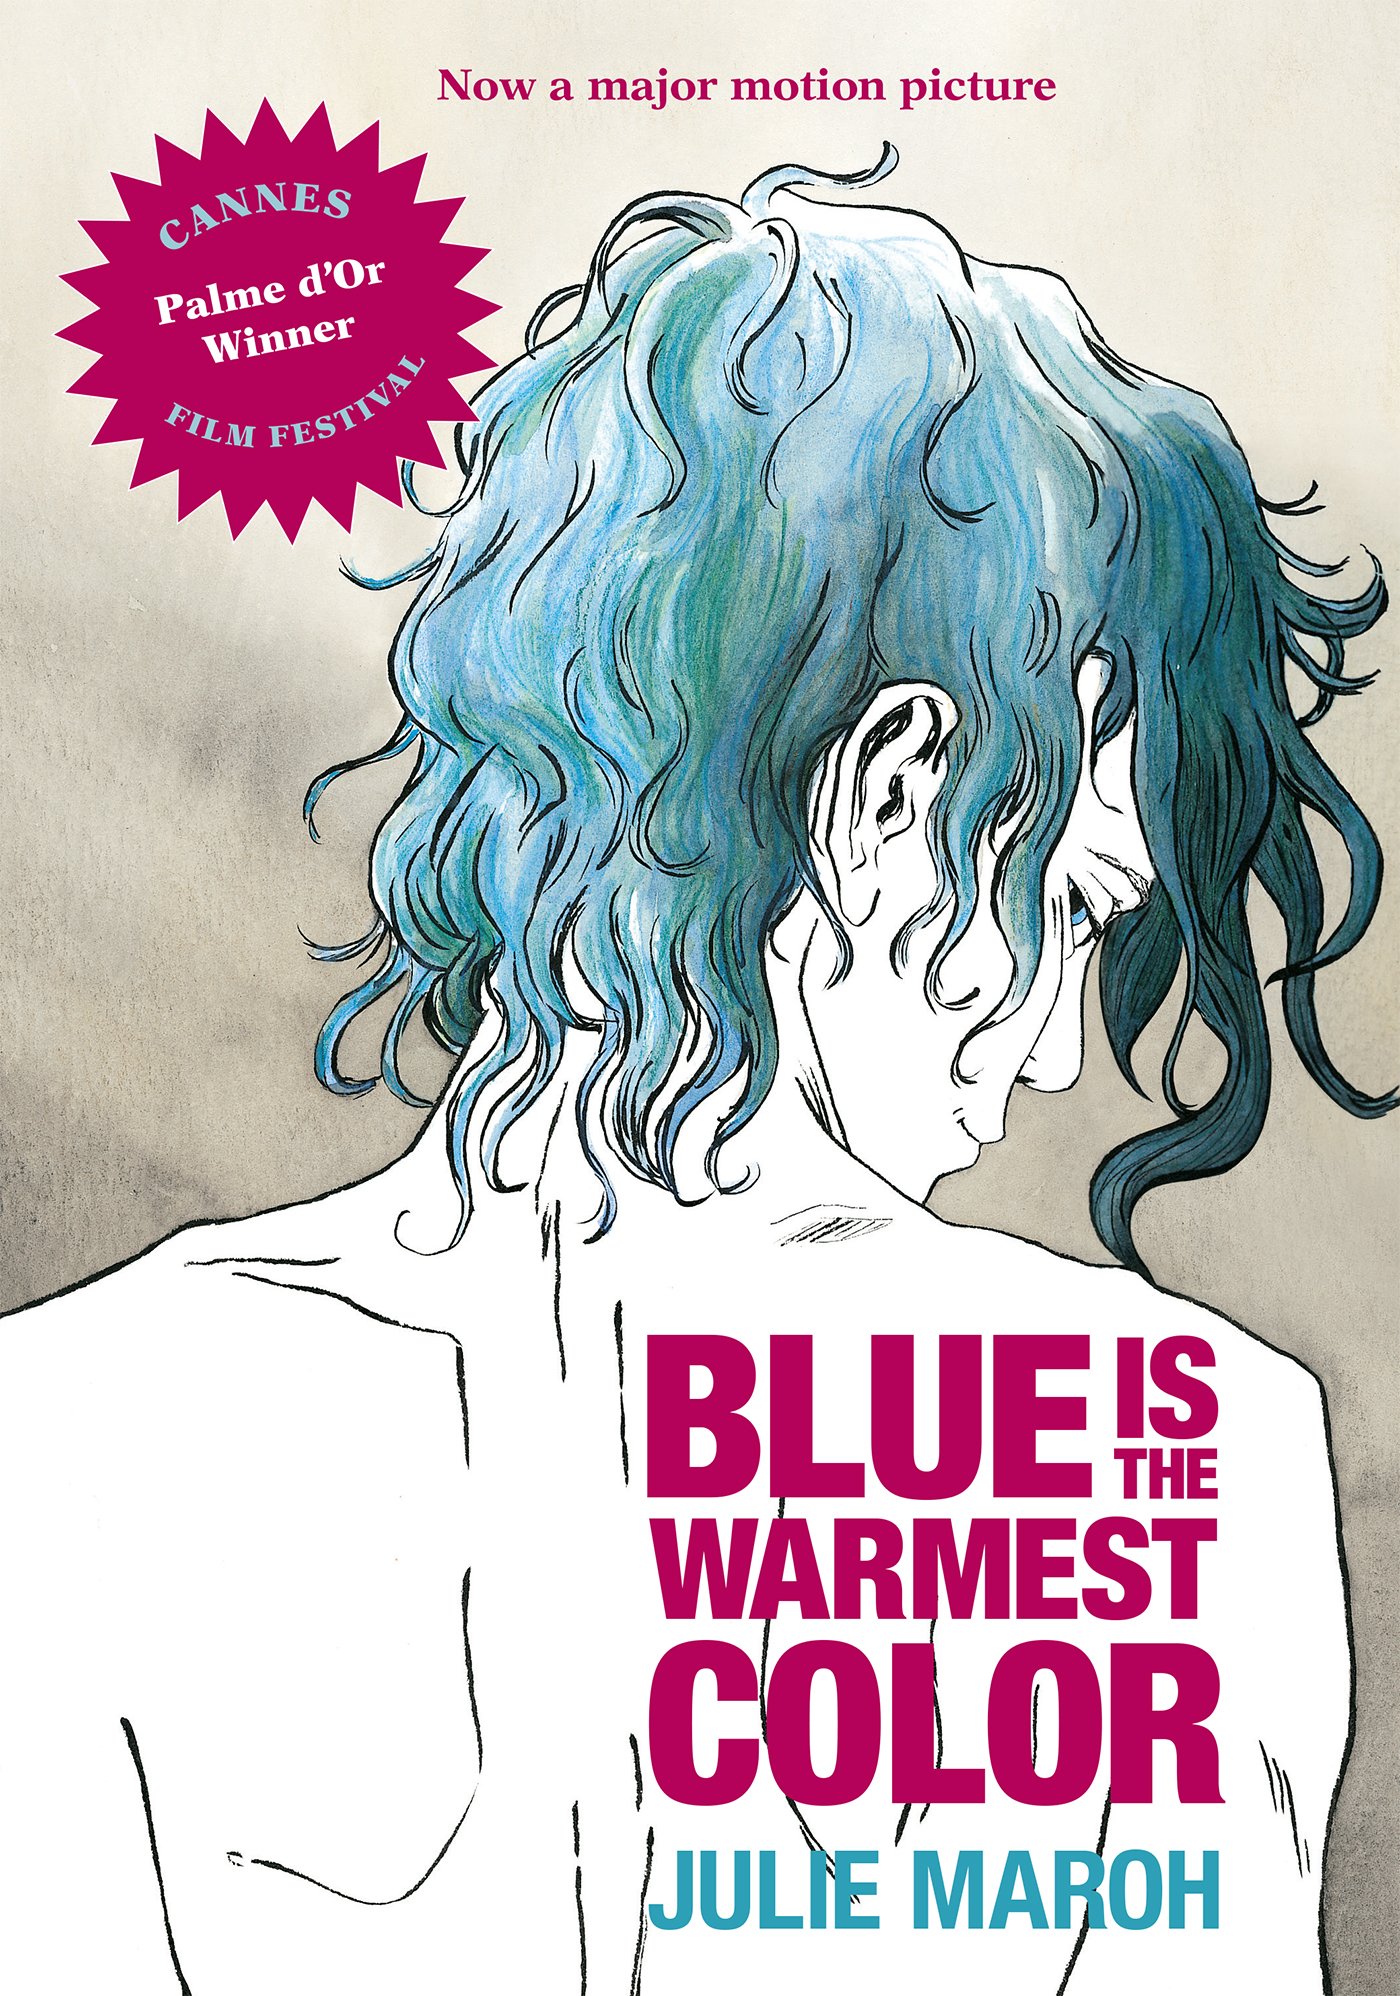 Now a major motion picture
CANNES
Palme d'Or
Winner
FILM FESTIVAL
BLUE IS
THE
WARMEST
COLOR
JULIE MAROH